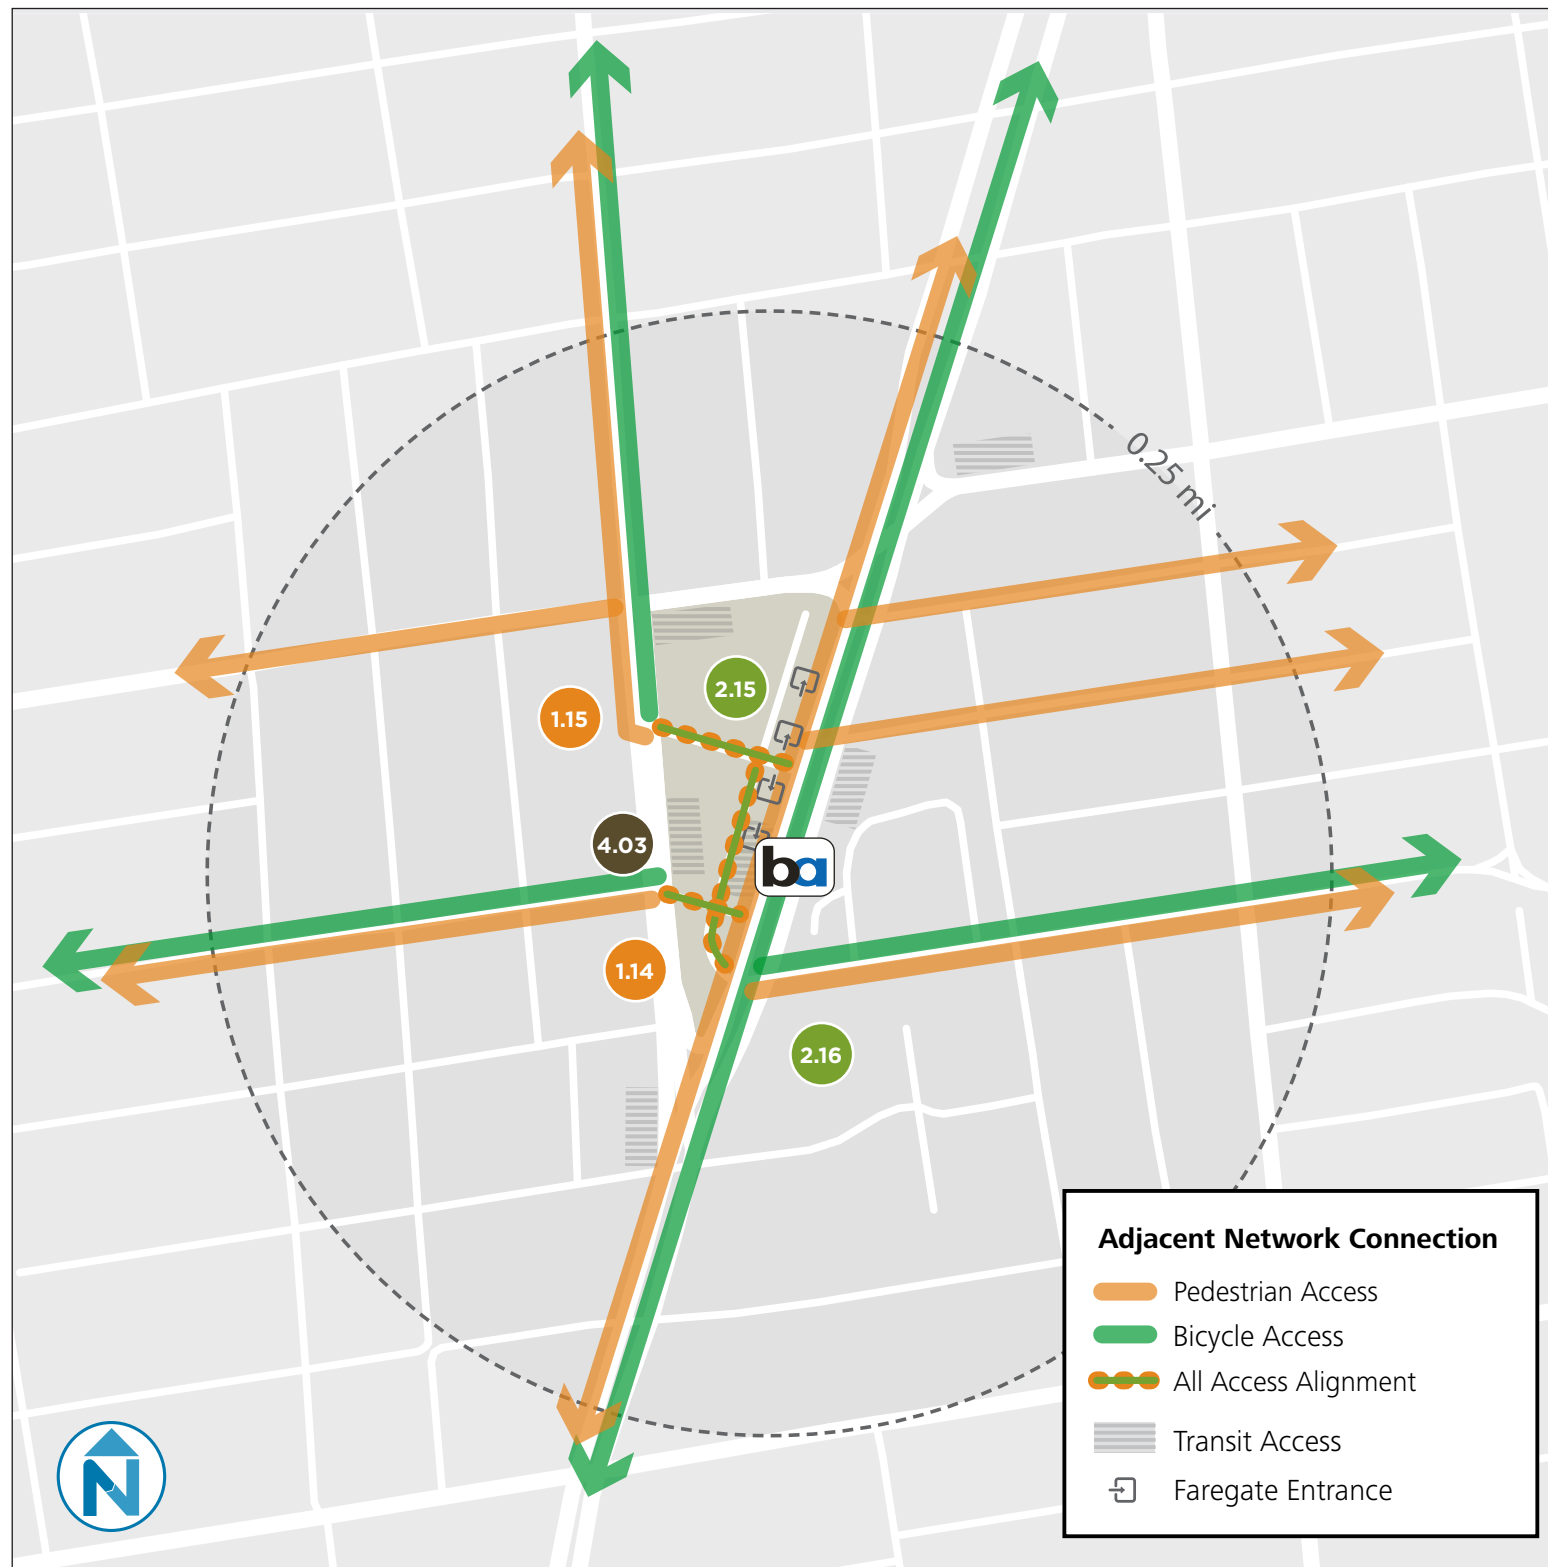 0.25 mi
2.15
1.15
4.03
ba
1.14
2.16
Adjacent Network Connection
Pedestrian Access
Bicycle Access
All Access Alignment
Transit Access
Faregate Entrance
N